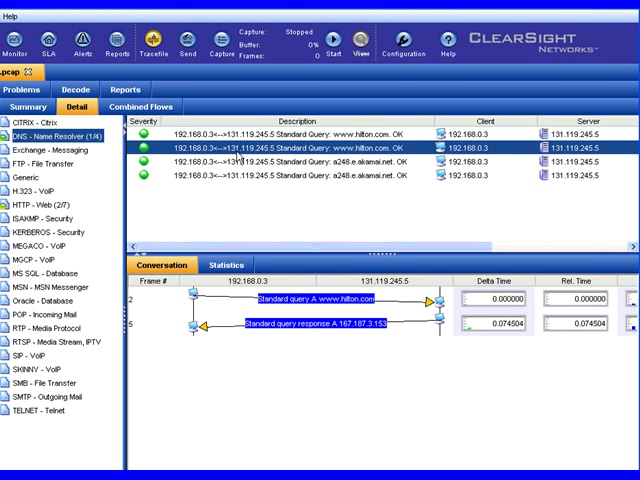 Help
Monitor SLA Alerts Reports Tracefile Send Capture Capture: Stopped Buffer: 0% Frames: 0 Start View Configuration Help CLEARSIGHT NETWORKS™
.pcap
Problems Decode Reports
Summary Detail Combined Flows
CITRIX - Citrix
DNS - Name Resolver (1/4)
Exchange - Messaging
FTP - File Transfer
Generic
H.323 - VoIP
HTTP - Web (2/7)
ISAKMP - Security
KERBEROS - Security
MEGACO - VoIP
MGCP - VoIP
MS SQL - Database
MSN - MSN Messenger
Oracle - Database
POP - Incoming Mail
RTP - Media Protocol
RTSP - Media Stream, IPTV
SIP - VoIP
SKINNY - VoIP
SMB - File Transfer
SMTP - Outgoing Mail
TELNET - Telnet
Severity Description Client Server
192.168.0.3<-->131.119.245.5 Standard Query: www.hilton.com. OK 192.168.0.3 131.119.245.5
192.168.0.3<-->131.119.245.5 Standard Query: www.hilton.com. OK 192.168.0.3 131.119.245.5
192.168.0.3<-->131.119.245.5 Standard Query: a248.e.akamai.net. OK 192.168.0.3 131.119.245.5
192.168.0.3<-->131.119.245.5 Standard Query: a248.e.akamai.net. OK 192.168.0.3 131.119.245.5
Conversation Statistics
Frame # 192.168.0.3 131.119.245.5 Delta Time Rel. Time
2 Standard query A www.hilton.com 0.000000 0.000000
5 Standard query response A 167.187.3.153 0.074504 0.074504